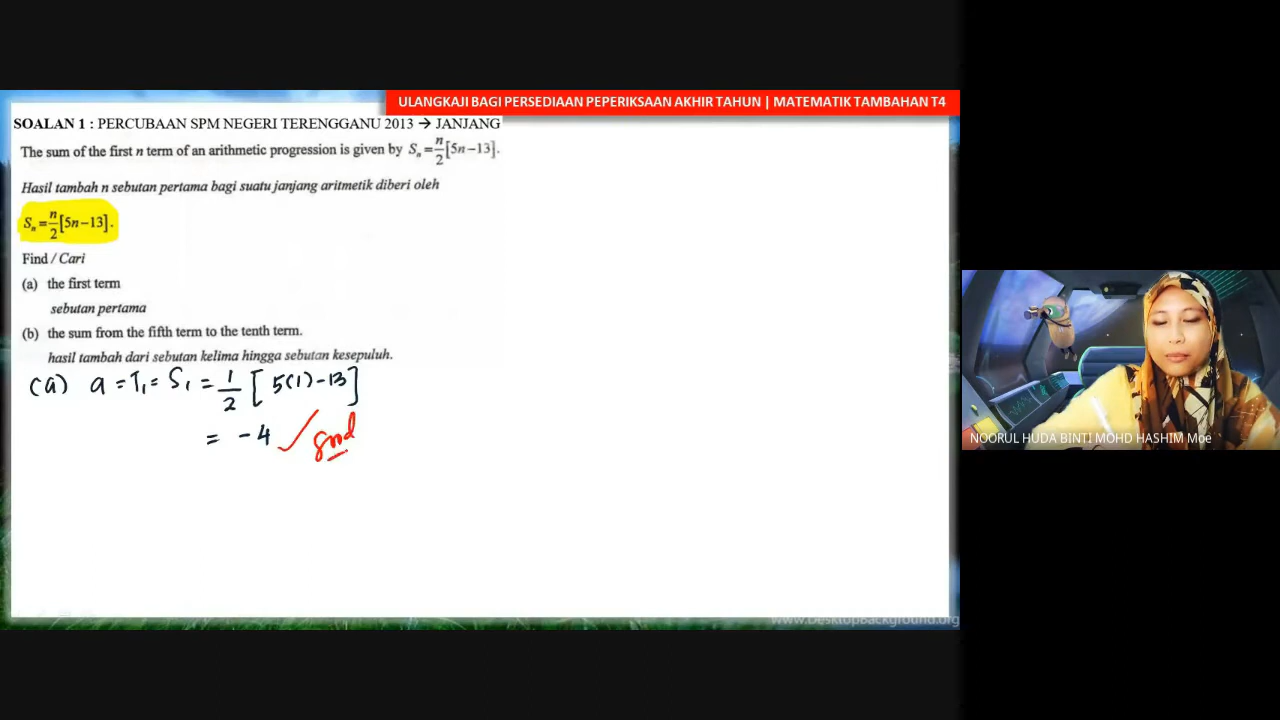 ULANGKAJI BAGI PERSEDIAAN PEPERIKSAAN AKHIR TAHUN | MATEMATIK TAMBAHAN T4
SOALAN 1 : PERCUBAAN SPM NEGERI TERENGGANU 2013 → JANJANG
The sum of the first n term of an arithmetic progression is given by Sₙ = n/2 [5n−13].
Hasil tambah n sebutan pertama bagi suatu janjang aritmetik diberi oleh
Sₙ = n/2 [5n−13].
Find / Cari
(a) the first term
sebutan pertama
(b) the sum from the fifth term to the tenth term.
hasil tambah dari sebutan kelima hingga sebutan kesepuluh.
(a) a = T₁ = S₁ = 1/2 [5(1) − 13]
= −4 ✓
NOORUL HUDA BINTI MOHD HASHIM Moe
www.DesktopBackground.org